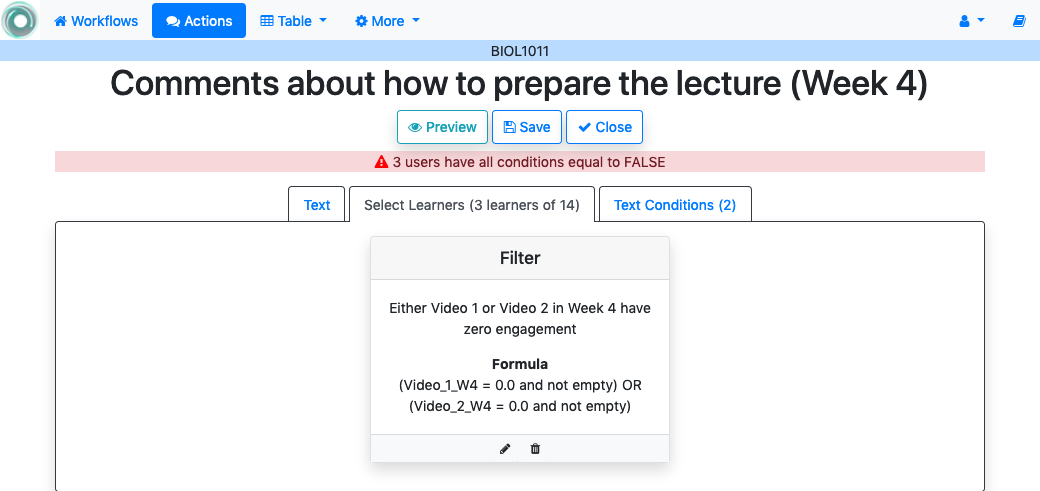 Workflows Actions Table More
BIOL1011
Comments about how to prepare the lecture (Week 4)
Preview Save Close
3 users have all conditions equal to FALSE
Text Select Learners (3 learners of 14) Text Conditions (2)
Filter
Either Video 1 or Video 2 in Week 4 have
zero engagement
Formula
(Video_1_W4 = 0.0 and not empty) OR
(Video_2_W4 = 0.0 and not empty)